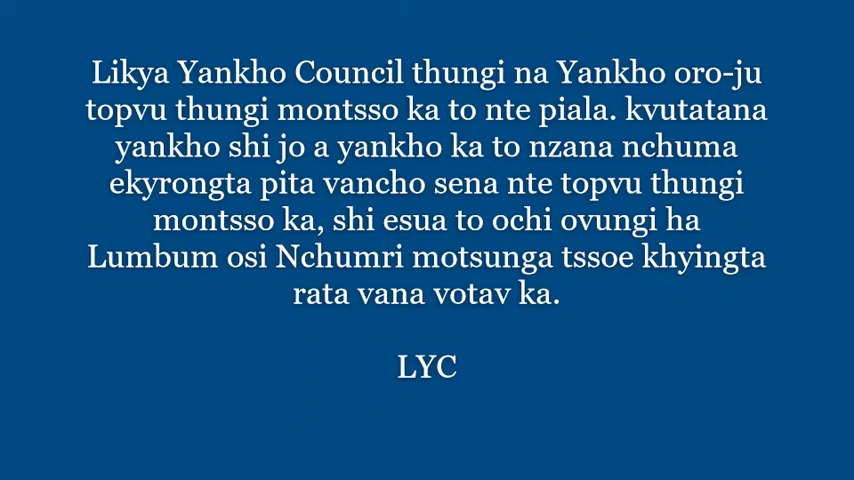 Likya Yankho Council thungi na Yankho oro-ju
topvu thungi montsso ka to nte piala. kvutatana
yankho shi jo a yankho ka to nzana nchuma
ekyrongta pita vancho sena nte topvu thungi
montsso ka, shi esua to ochi ovungi ha
Lumbum osi Nchumri motsunga tssoe khyingta
rata vana votav ka.
LYC